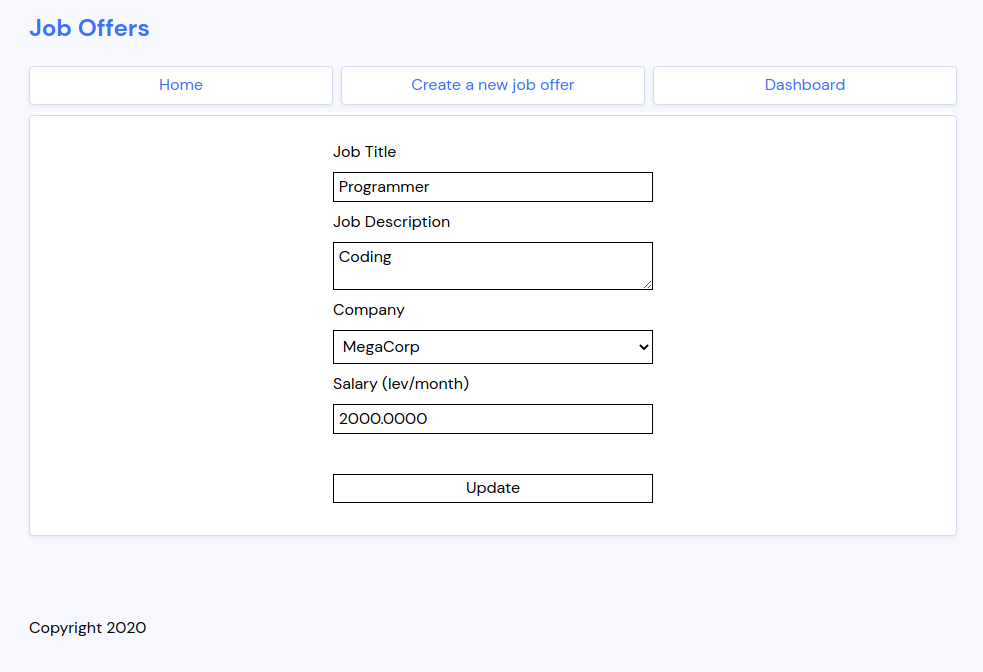 Job Offers
Home Create a new job offer Dashboard
Job Title
Programmer
Job Description
Coding
Company
MegaCorp
Salary (lev/month)
2000.0000
Update
Copyright 2020